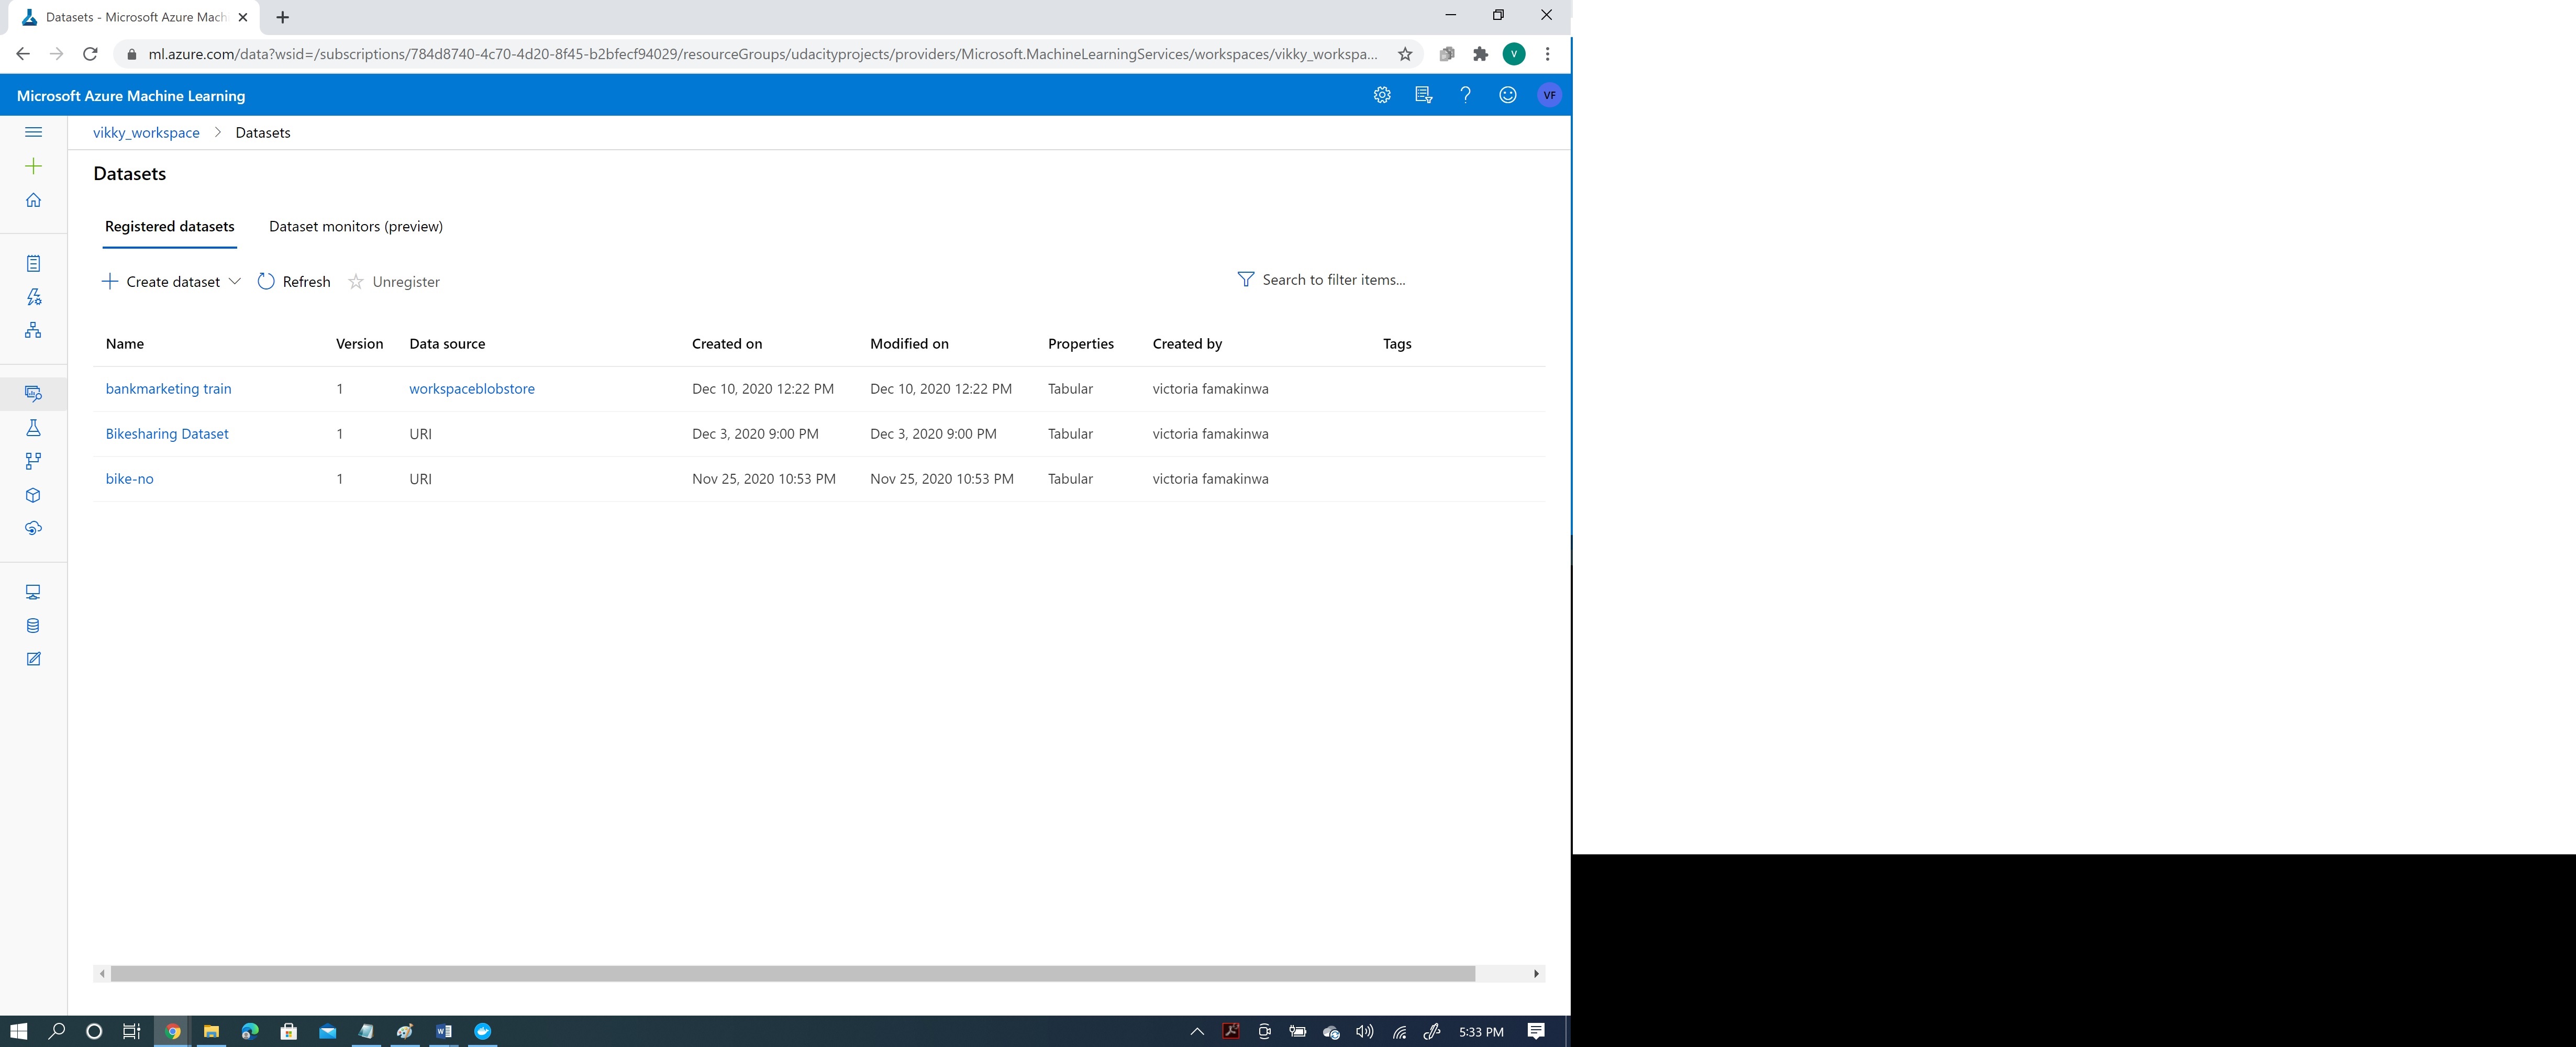 Datasets - Microsoft Azure Mach
ml.azure.com/data?wsid=/subscriptions/784d8740-4c70-4d20-8f45-b2bfecf94029/resourceGroups/udacityprojects/providers/Microsoft.MachineLearningServices/workspaces/vikky_workspa...
V
Microsoft Azure Machine Learning
VF
vikky_workspace > Datasets
Datasets
Registered datasets Dataset monitors (preview)
Create dataset Refresh Unregister Search to filter items...
Name Version Data source Created on Modified on Properties Created by Tags
bankmarketing train 1 workspaceblobstore Dec 10, 2020 12:22 PM Dec 10, 2020 12:22 PM Tabular victoria famakinwa
Bikesharing Dataset 1 URI Dec 3, 2020 9:00 PM Dec 3, 2020 9:00 PM Tabular victoria famakinwa
bike-no 1 URI Nov 25, 2020 10:53 PM Nov 25, 2020 10:53 PM Tabular victoria famakinwa
5:33 PM